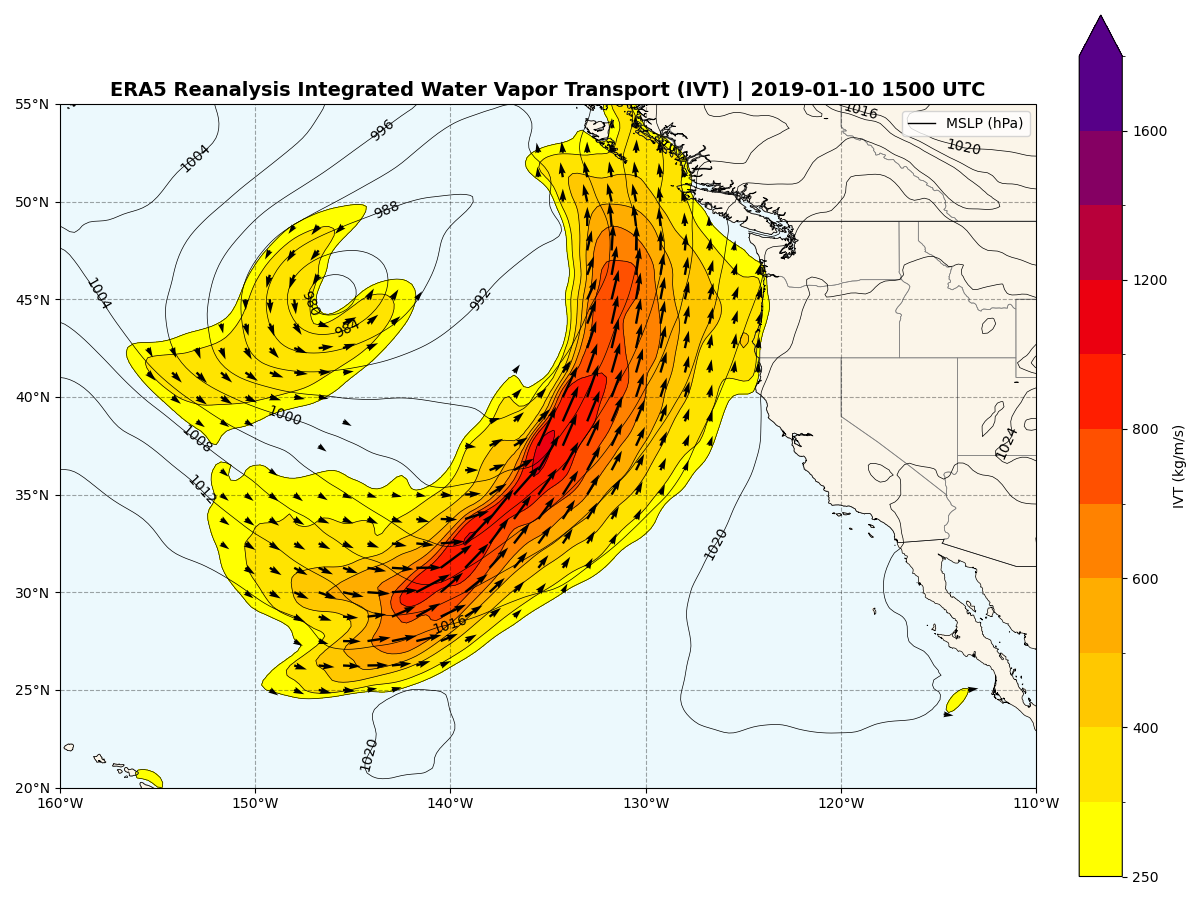 ERA5 Reanalysis Integrated Water Vapor Transport (IVT) | 2019-01-10 1500 UTC
MSLP (hPa)
55°N
50°N
45°N
40°N
35°N
30°N
25°N
20°N
160°W
150°W
140°W
130°W
120°W
110°W
996
1004
1016
1020
988
1004
980
984
992
1000
1008
1012
1024
1020
1016
1020
1600
1200
800
600
400
250
IVT (kg/m/s)